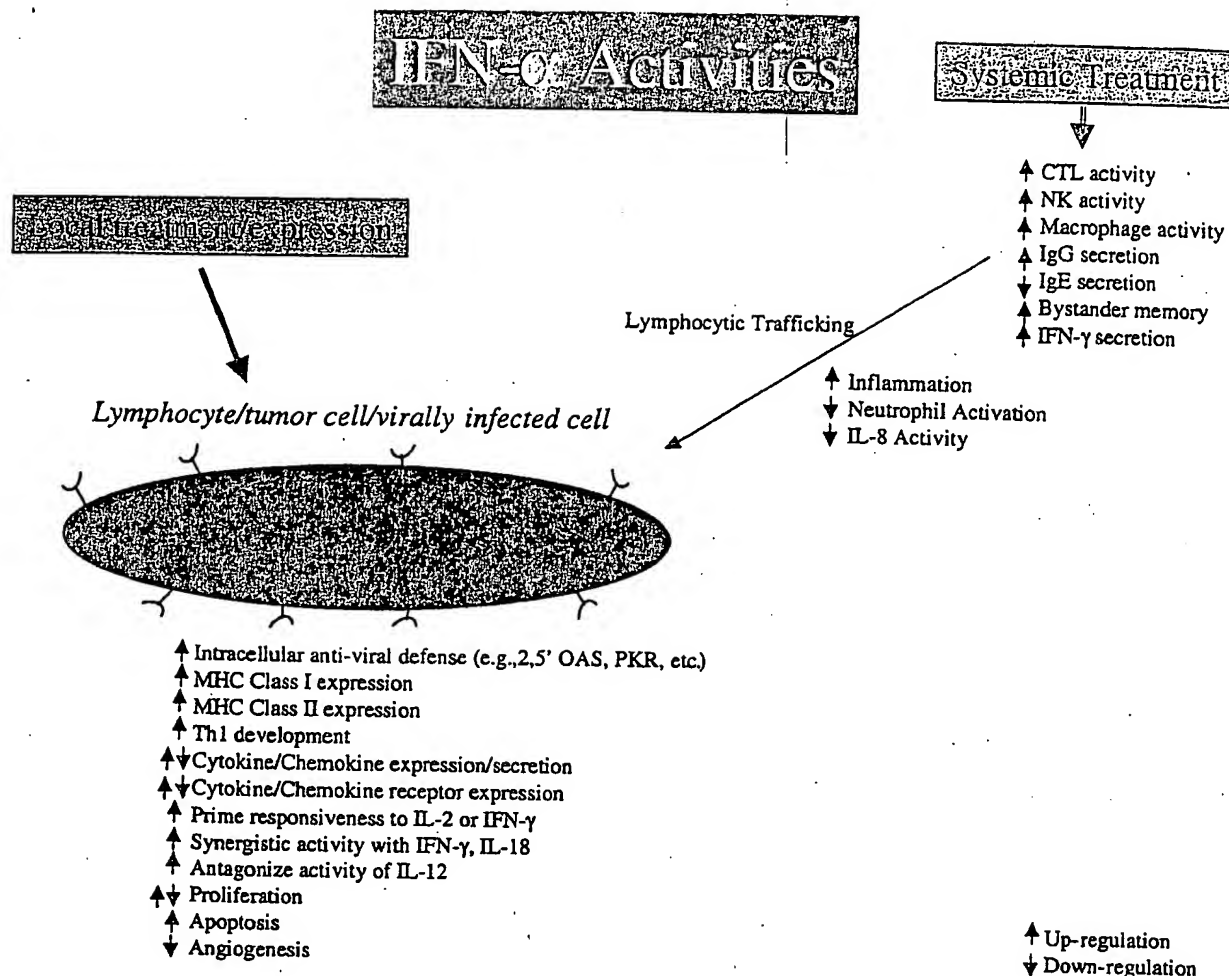 IFN-α Activities
Systemic Treatment
↑ CTL activity
↑ NK activity
↑ Macrophage activity
↑ IgG secretion
↓ IgE secretion
↑ Bystander memory
↑ IFN-γ secretion
Local treatment/expression
Lymphocytic Trafficking
↑ Inflammation
↓ Neutrophil Activation
↓ IL-8 Activity
Lymphocyte/tumor cell/virally infected cell
↑ Intracellular anti-viral defense (e.g.,2,5' OAS, PKR, etc.)
↑ MHC Class I expression
↑ MHC Class II expression
↑ Th1 development
↑↓ Cytokine/Chemokine expression/secretion
↑↓ Cytokine/Chemokine receptor expression
↑ Prime responsiveness to IL-2 or IFN-γ
↑ Synergistic activity with IFN-γ, IL-18
↑ Antagonize activity of IL-12
↑↓ Proliferation
↑ Apoptosis
↓ Angiogenesis
↑ Up-regulation
↓ Down-regulation